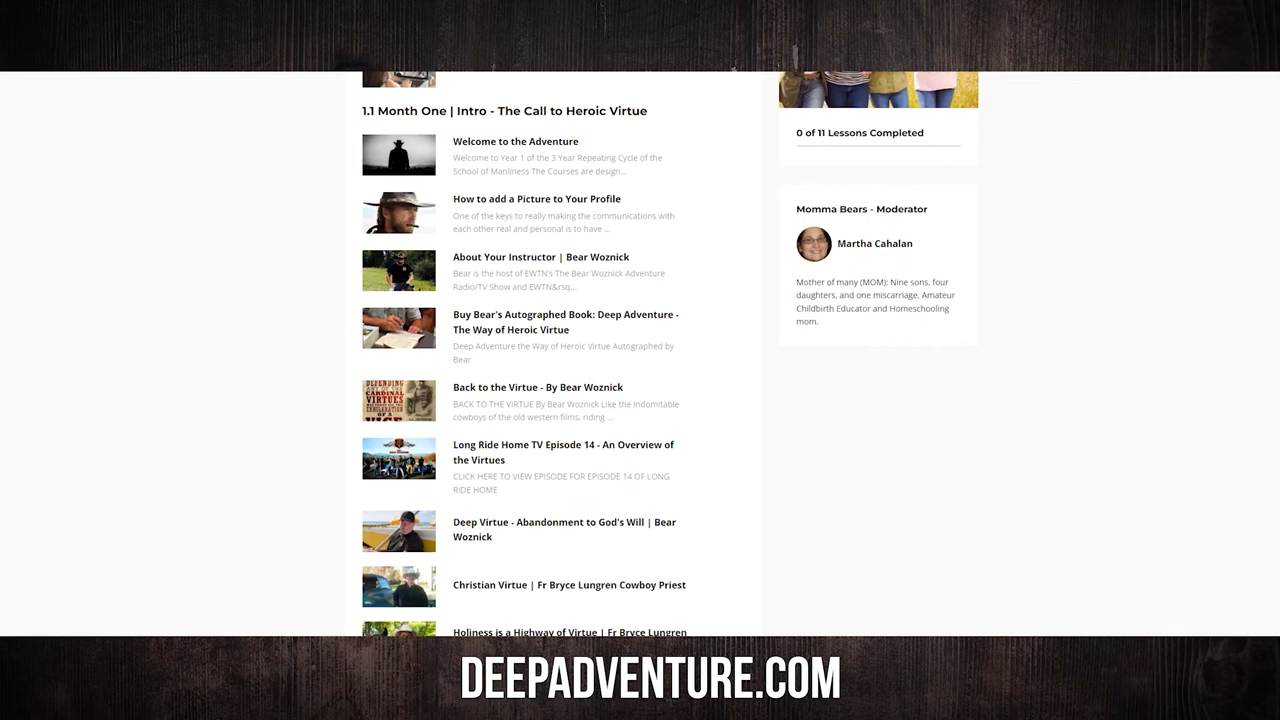 1.1 Month One | Intro - The Call to Heroic Virtue
Welcome to the Adventure
Welcome to Year 1 of the 3 Year Repeating Cycle of the
School of Manliness The Courses are design...
How to add a Picture to Your Profile
One of the keys to really making the communications with
each other real and personal is to have ...
About Your Instructor | Bear Woznick
Bear is the host of EWTN's The Bear Woznick Adventure
Radio/TV Show and EWTN&rsq...
Buy Bear's Autographed Book: Deep Adventure -
The Way of Heroic Virtue
Deep Adventure the Way of Heroic Virtue Autographed by
Bear
DEFENDING
CARDINAL
VIRTUES
OF A
VICE
Back to the Virtue - By Bear Woznick
BACK TO THE VIRTUE By Bear Woznick Like the indomitable
cowboys of the old western films, riding ...
Long Ride Home TV Episode 14 - An Overview of
the Virtues
CLICK HERE TO VIEW EPISODE FOR EPISODE 14 OF LONG
RIDE HOME
Deep Virtue - Abandonment to God's Will | Bear
Woznick
Christian Virtue | Fr Bryce Lungren Cowboy Priest
Holiness is a Highway of Virtue | Fr Bryce Lungren
0 of 11 Lessons Completed
Momma Bears - Moderator
Martha Cahalan
Mother of many (MOM): Nine sons, four
daughters, and one miscarriage. Amateur
Childbirth Educator and Homeschooling
mom.
DEEPADVENTURE.COM